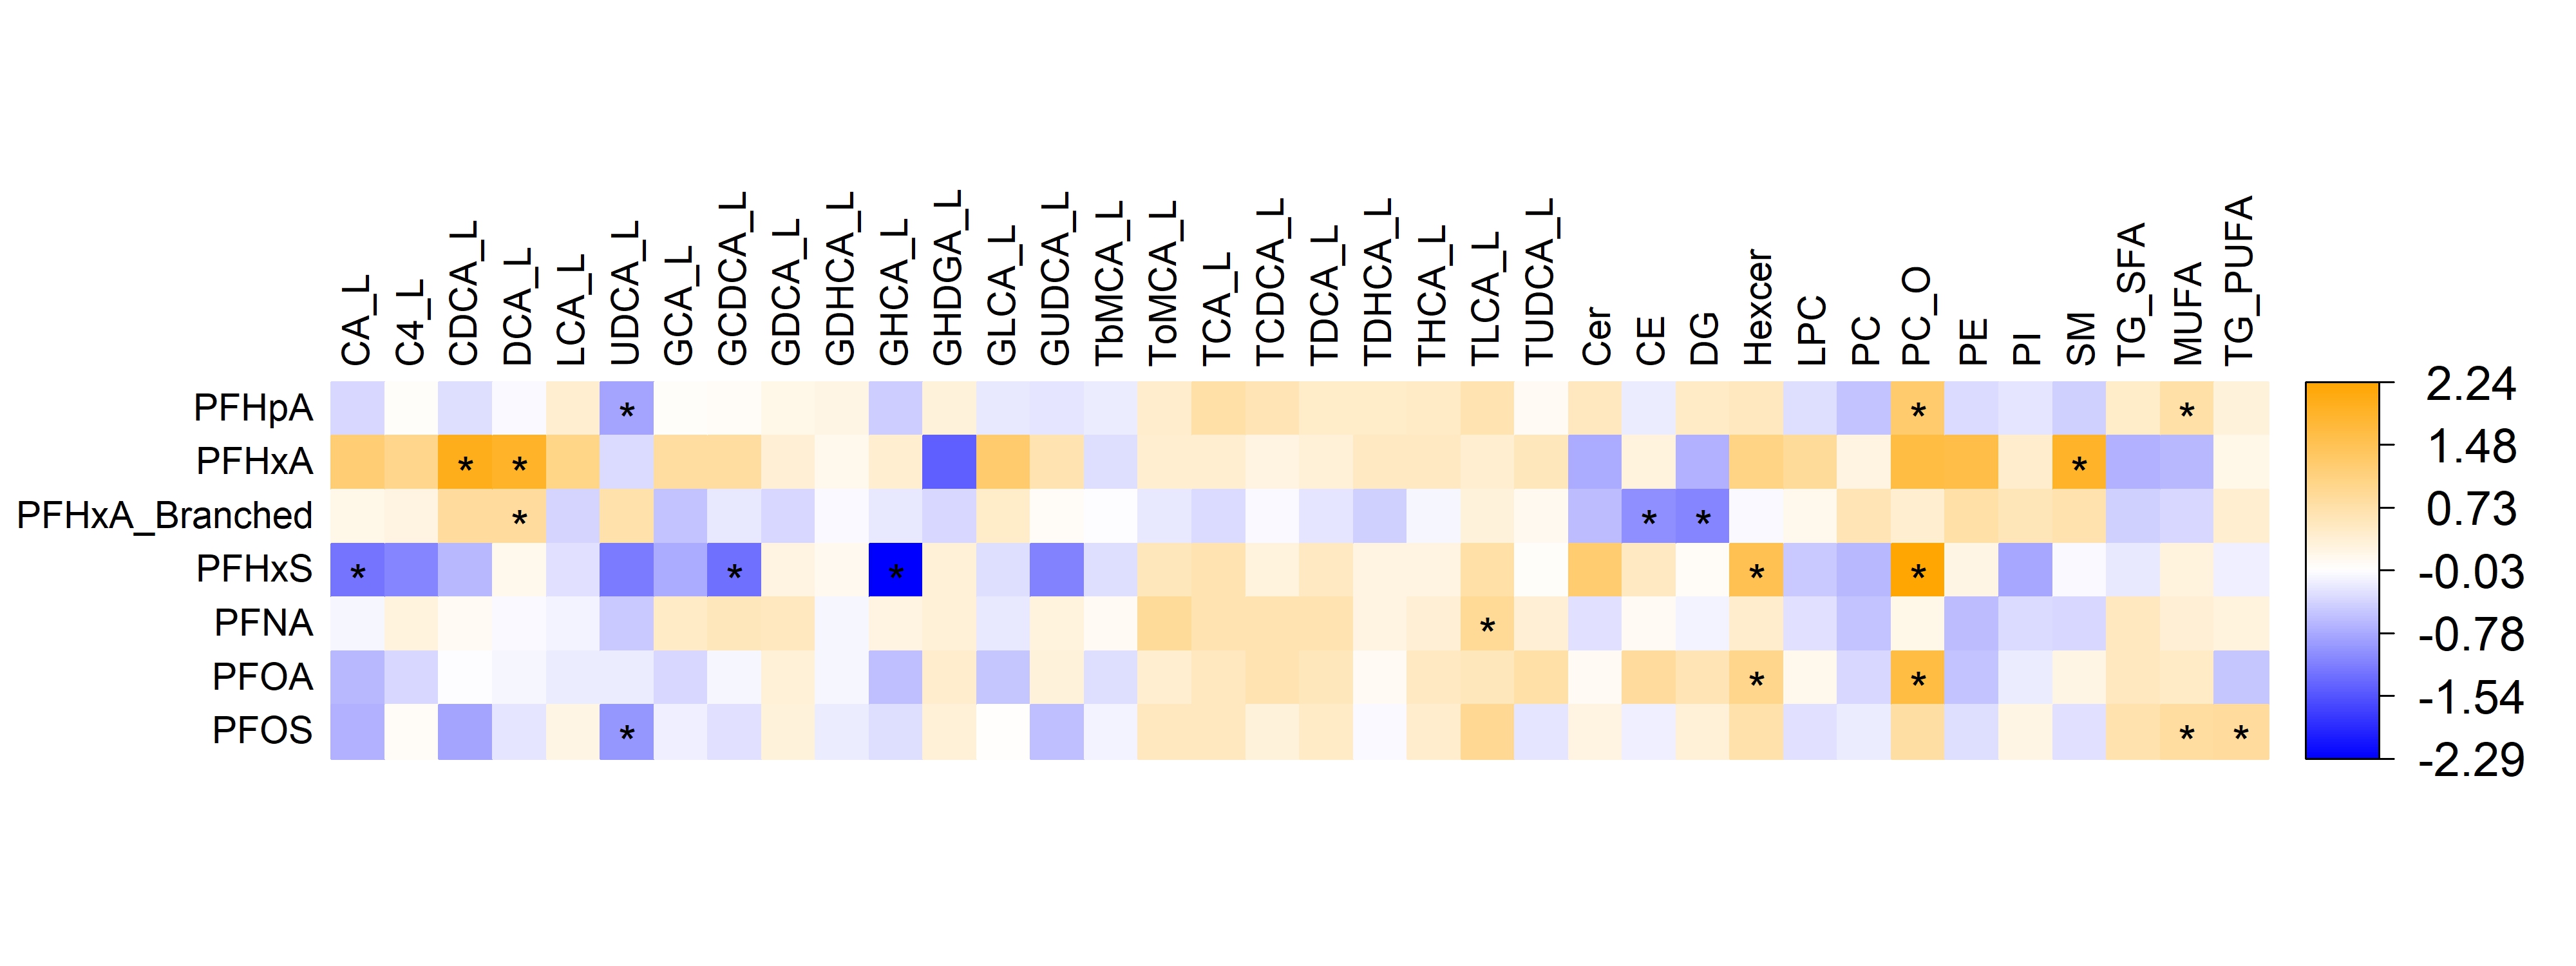 CA_L C4_L CDCA_L DCA_L LCA_L UDCA_L GCA_L GCDCA_L GDCA_L GDHCA_L GHCA_L GHDGA_L GLCA_L GUDCA_L TbMCA_L ToMCA_L TCA_L TCDCA_L TDCA_L TDHCA_L THCA_L TLCA_L TUDCA_L Cer CE DG Hexcer LPC PC PC_O PE PI SM TG_SFA MUFA TG_PUFA
PFHpA * * *
PFHxA * * *
PFHxA_Branched * * *
PFHxS * * * * *
PFNA *
PFOA * *
PFOS * * *
2.24
1.48
0.73
-0.03
-0.78
-1.54
-2.29